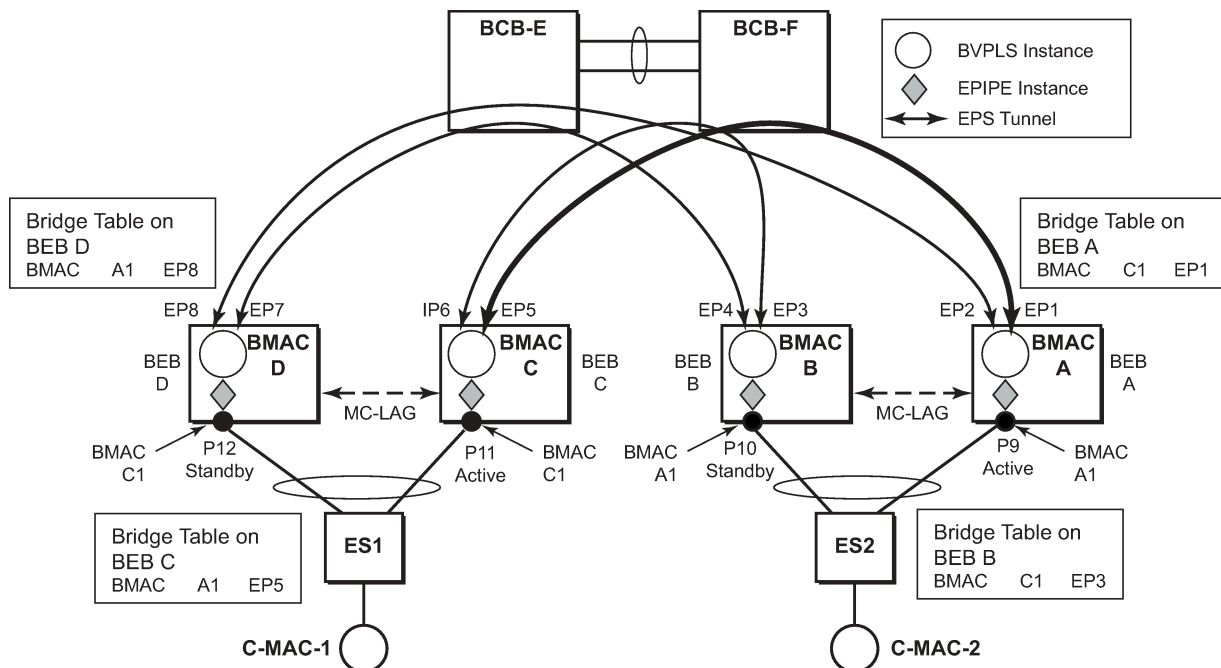 BCB-E
BCB-F
BVPLS Instance
EPIPE Instance
EPS Tunnel
Bridge Table on
BEB D
BMAC A1 EP8
Bridge Table on
BEB A
BMAC C1 EP1
EP8 EP7
IP6 EP5
EP4 EP3
EP2 EP1
BEB
D
BMAC
D
BMAC
C
BEB
C
BEB
B
BMAC
B
BMAC
A
BEB
A
MC-LAG
MC-LAG
BMAC
C1
P12
Standby
P11
Active
BMAC
C1
BMAC
A1
P10
Standby
P9
Active
BMAC
A1
Bridge Table on
BEB C
BMAC A1 EP5
ES1
ES2
Bridge Table on
BEB B
BMAC C1 EP3
C-MAC-1
C-MAC-2